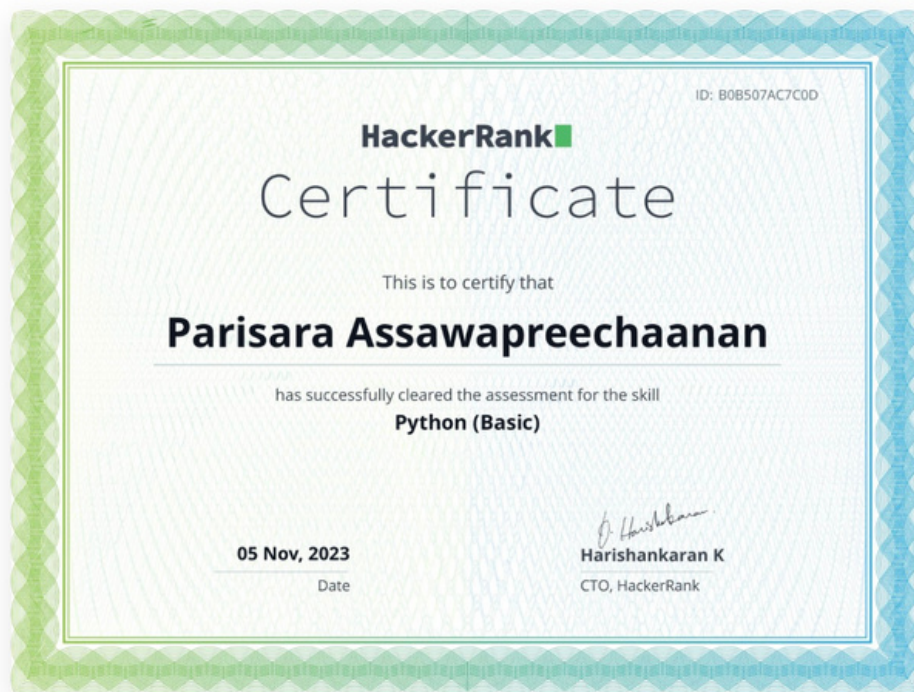 ID: B0B507AC7C0D
HackerRank
Certificate
This is to certify that
Parisara Assawapreechaanan
has successfully cleared the assessment for the skill
Python (Basic)
05 Nov, 2023
Date
Harishankaran K
CTO, HackerRank